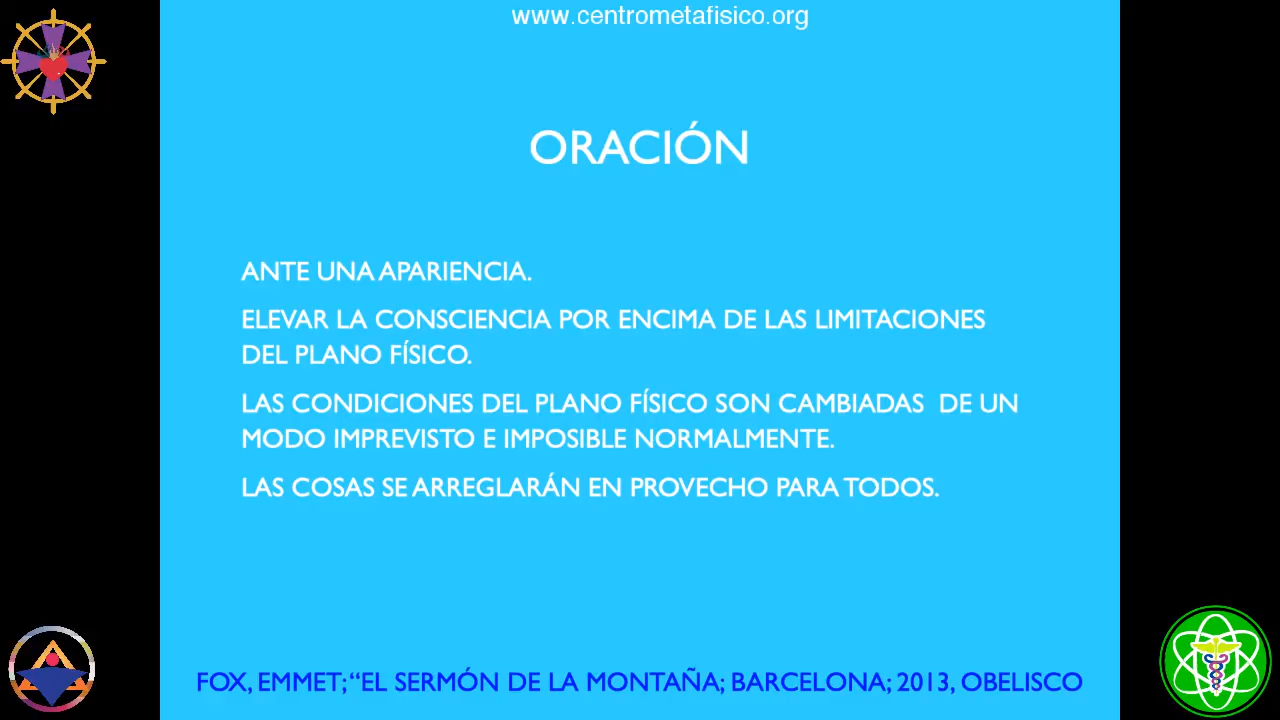 www.centrometafisico.org
ORACIÓN
ANTE UNA APARIENCIA.
ELEVAR LA CONSCIENCIA POR ENCIMA DE LAS LIMITACIONES
DEL PLANO FÍSICO.
LAS CONDICIONES DEL PLANO FÍSICO SON CAMBIADAS  DE UN
MODO IMPREVISTO E IMPOSIBLE NORMALMENTE.
LAS COSAS SE ARREGLARÁN EN PROVECHO PARA TODOS.
FOX, EMMET; “EL SERMÓN DE LA MONTAÑA; BARCELONA; 2013, OBELISCO